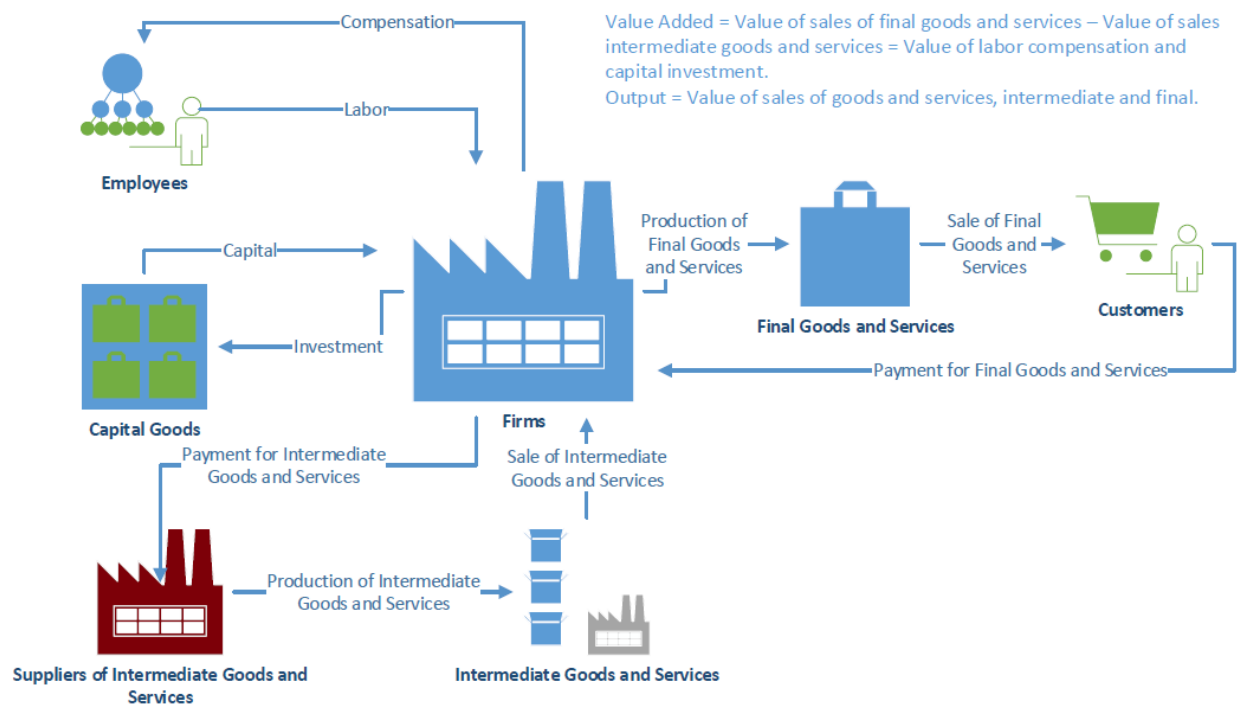 Compensation
Value Added = Value of sales of final goods and services – Value of sales
intermediate goods and services = Value of labor compensation and
capital investment.
Output = Value of sales of goods and services, intermediate and final.
Labor
Employees
Production of
Final Goods
and Services
Sale of Final
Goods and
Services
Capital
Final Goods and Services
Customers
Investment
Payment for Final Goods and Services
Capital Goods
Firms
Payment for Intermediate
Goods and Services
Sale of Intermediate
Goods and Services
Production of Intermediate
Goods and Services
Suppliers of Intermediate Goods and
Services
Intermediate Goods and Services